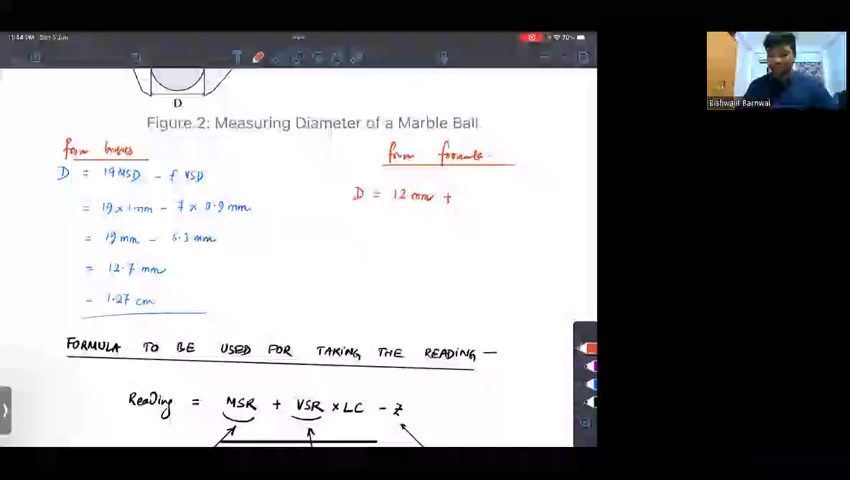 70%
D
Figure.2: Measuring Diameter of a Marble Ball
from basics
D = 19 MSD - 7 VSD
= 19 x 1mm - 7 x 0.9 mm
= 19 mm - 6.3 mm
= 12.7 mm
= 1.27 cm
from formula
D = 12 mm +
FORMULA TO BE USED FOR TAKING THE READING —
Reading = MSR + VSR x LC - Z
Bishwajit Barnwal